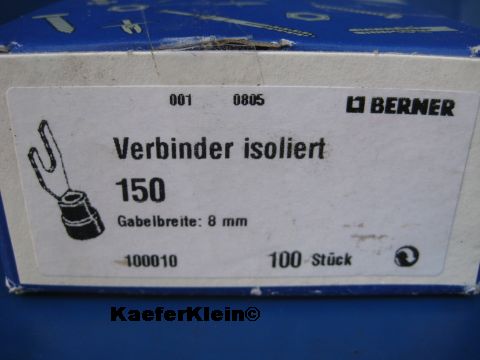 001 0805 BERNER
Verbinder isoliert
150
Gabelbreite: 8 mm
100010 100 Stück
KaeferKlein©